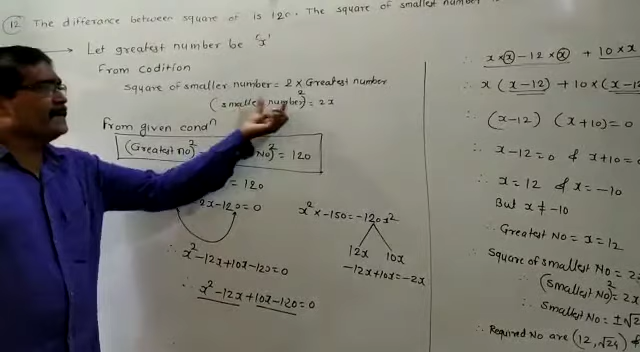 (12) The difference between square of is 120. The square of smallest number
→ Let greatest number be 'x'
From codition
Square of smaller number = 2 × Greatest number
(smaller number)² = 2x
From given condⁿ
(Greatest no)² No)² = 120
= 120
2x-120=0
∴ x²-12x+10x-120=0
∴ x²-12x+10x-120=0
x² × -120 = -120x²
12x 10x
-12x+10x=-2x
∴ x×(x)-12×(x) +10×x
∴ x(x-12)+10×(x-12)
∴ (x-12) (x+10)=0
∴ x-12=0 & x+10=
∴ x=12 & x=-10
But x≠-10
∴ Greatest No = x=12
∴ Square of smallest No = 2
∴ (smallest No)² = 2x
∴ smallest No = ±√2
∴ Required No are (12, √24) &